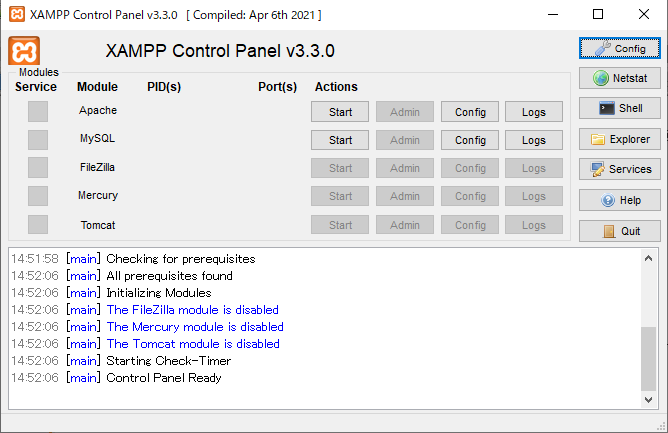 XAMPP Control Panel v3.3.0 [ Compiled: Apr 6th 2021 ]
XAMPP Control Panel v3.3.0
Config
Modules
Service Module PID(s) Port(s) Actions
Netstat
Apache Start Admin Config Logs
Shell
MySQL Start Admin Config Logs
Explorer
FileZilla Start Admin Config Logs
Services
Mercury Start Admin Config Logs
Help
Tomcat Start Admin Config Logs
Quit
14:51:58 [main] Checking for prerequisites
14:52:06 [main] All prerequisites found
14:52:06 [main] Initializing Modules
14:52:06 [main] The FileZilla module is disabled
14:52:06 [main] The Mercury module is disabled
14:52:06 [main] The Tomcat module is disabled
14:52:06 [main] Starting Check-Timer
14:52:06 [main] Control Panel Ready